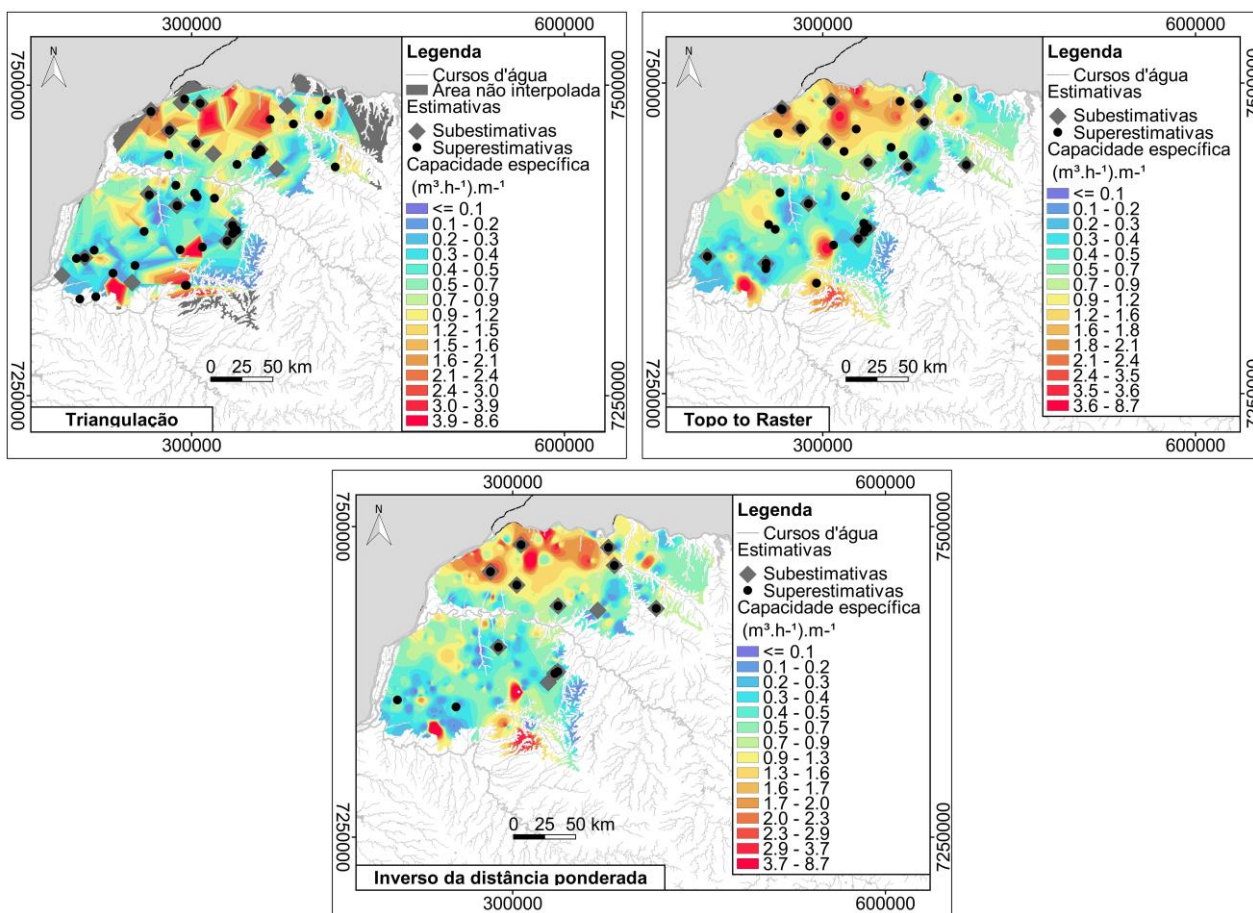 300000
600000
7500000
7250000
N
Legenda
Cursos d'água
Área não interpolada
Estimativas
Subestimativas
Superestimativas
Capacidade específica
(m³.h-¹).m-¹
<= 0.1
0.1 - 0.2
0.2 - 0.3
0.3 - 0.4
0.4 - 0.5
0.5 - 0.7
0.7 - 0.9
0.9 - 1.2
1.2 - 1.5
1.5 - 1.6
1.6 - 2.1
2.1 - 2.4
2.4 - 3.0
3.0 - 3.9
3.9 - 8.6
0 25 50 km
Triangulação
7500000
7250000
300000
600000
300000
600000
7500000
7250000
N
Legenda
Cursos d'água
Estimativas
Subestimativas
Superestimativas
Capacidade específica
(m³.h-¹).m-¹
<= 0.1
0.1 - 0.2
0.2 - 0.3
0.3 - 0.4
0.4 - 0.5
0.5 - 0.7
0.7 - 0.9
0.9 - 1.2
1.2 - 1.6
1.6 - 1.8
1.8 - 2.1
2.1 - 2.4
2.4 - 3.5
3.5 - 3.6
3.6 - 8.7
0 25 50 km
Topo to Raster
7500000
7250000
300000
600000
300000
600000
7500000
7250000
N
Legenda
Cursos d'água
Estimativas
Subestimativas
Superestimativas
Capacidade específica
(m³.h-¹).m-¹
<= 0.1
0.1 - 0.2
0.2 - 0.3
0.3 - 0.4
0.4 - 0.5
0.5 - 0.7
0.7 - 0.9
0.9 - 1.3
1.3 - 1.6
1.6 - 1.7
1.7 - 2.0
2.0 - 2.3
2.3 - 2.9
2.9 - 3.7
3.7 - 8.7
0 25 50 km
Inverso da distância ponderada
7500000
7250000
300000
600000